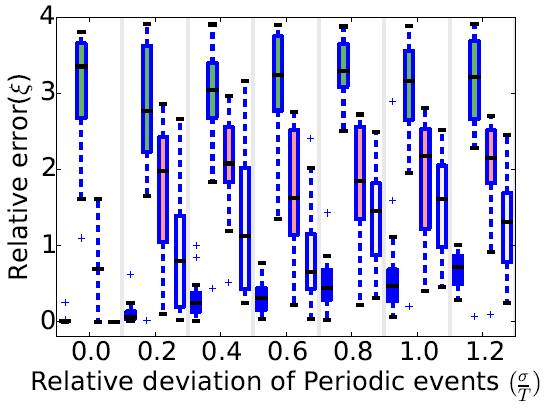 4
3
2
1
0
Relative error(ξ)
0.0 0.2 0.4 0.6 0.8 1.0 1.2
Relative deviation of Periodic events (σ/T)